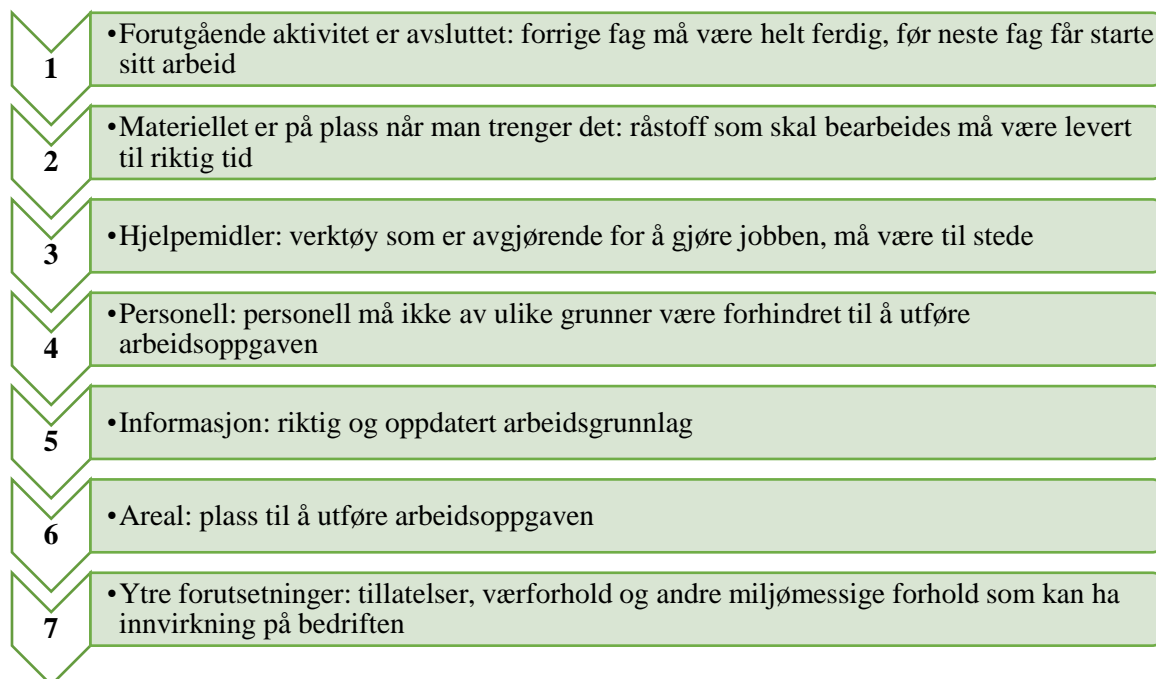 1
•Forutgående aktivitet er avsluttet: forrige fag må være helt ferdig, før neste fag får starte
sitt arbeid
2
•Materiellet er på plass når man trenger det: råstoff som skal bearbeides må være levert
til riktig tid
3
•Hjelpemidler: verktøy som er avgjørende for å gjøre jobben, må være til stede
4
•Personell: personell må ikke av ulike grunner være forhindret til å utføre
arbeidsoppgaven
5
•Informasjon: riktig og oppdatert arbeidsgrunnlag
6
•Areal: plass til å utføre arbeidsoppgaven
7
•Ytre forutsetninger: tillatelser, værforhold og andre miljømessige forhold som kan ha
innvirkning på bedriften